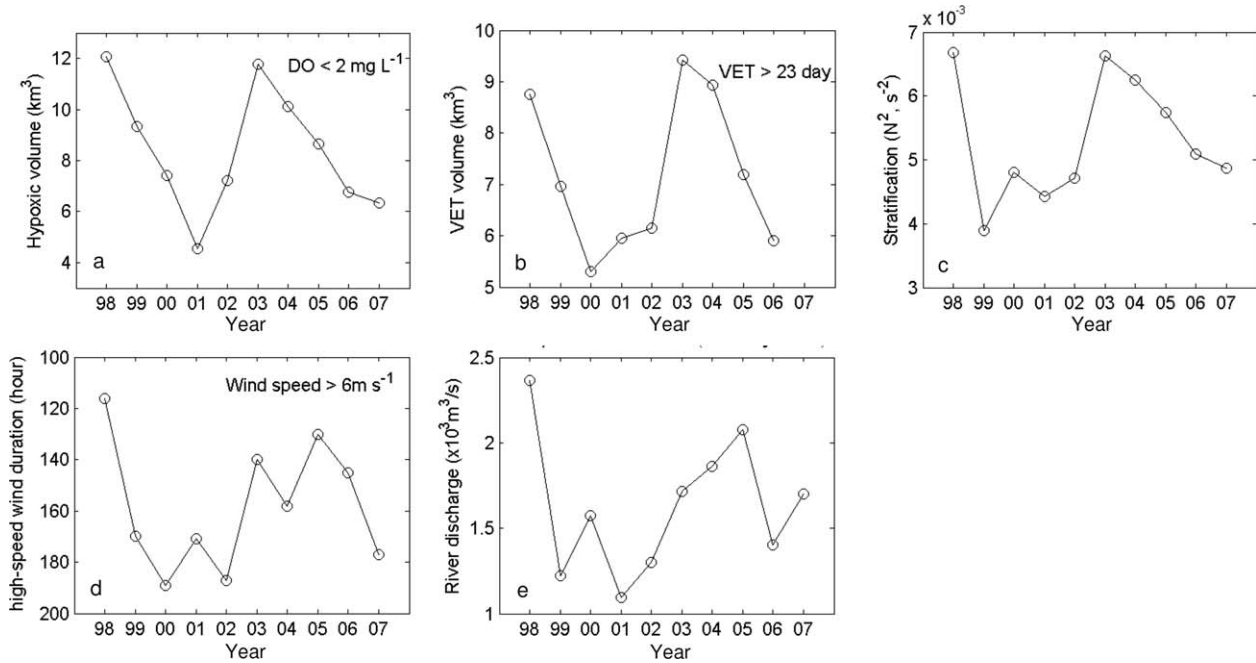 DO < 2 mg L⁻¹
12
10
8
6
4
Hypoxic volume (km³)
a
98 99 00 01 02 03 04 05 06 07
Year
VET > 23 day
10
9
8
7
6
5
VET volume (km³)
b
98 99 00 01 02 03 04 05 06 07
Year
x 10⁻³
7
6
5
4
3
Stratification (N², s⁻²)
c
98 99 00 01 02 03 04 05 06 07
Year
Wind speed > 6m s⁻¹
100
120
140
160
180
200
high-speed wind duration (hour)
d
98 99 00 01 02 03 04 05 06 07
Year
2.5
2
1.5
1
River discharge (x10³m³/s)
e
98 99 00 01 02 03 04 05 06 07
Year